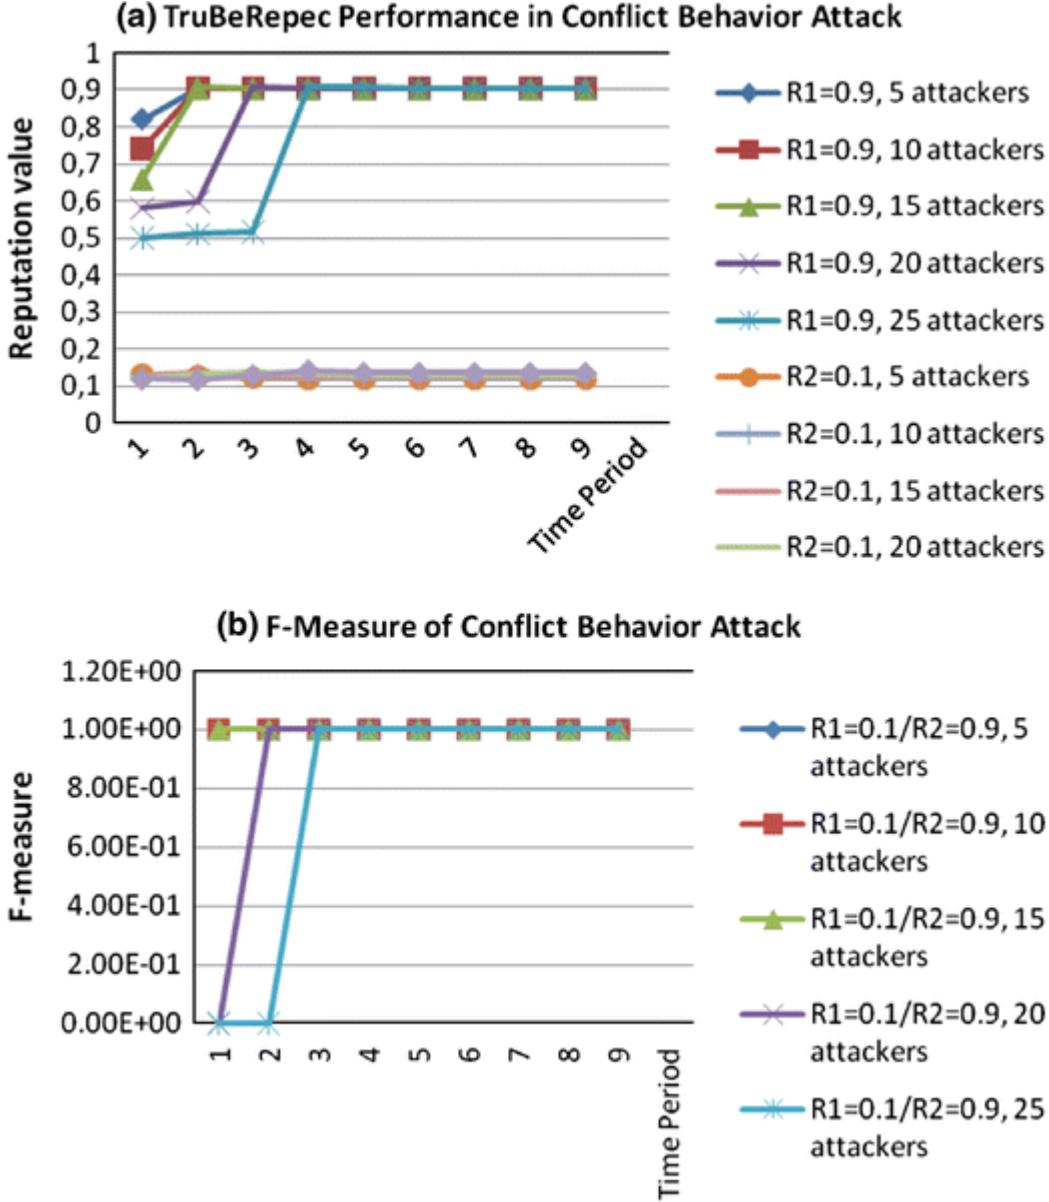 (a) TruBeRepec Performance in Conflict Behavior Attack
Reputation value
1
0,9
0,8
0,7
0,6
0,5
0,4
0,3
0,2
0,1
0
1 2 3 4 5 6 7 8 9
Time Period
R1=0.9, 5 attackers
R1=0.9, 10 attackers
R1=0.9, 15 attackers
R1=0.9, 20 attackers
R1=0.9, 25 attackers
R2=0.1, 5 attackers
R2=0.1, 10 attackers
R2=0.1, 15 attackers
R2=0.1, 20 attackers
(b) F-Measure of Conflict Behavior Attack
F-measure
1.20E+00
1.00E+00
8.00E-01
6.00E-01
4.00E-01
2.00E-01
0.00E+00
1 2 3 4 5 6 7 8 9
Time Period
R1=0.1/R2=0.9, 5
attackers
R1=0.1/R2=0.9, 10
attackers
R1=0.1/R2=0.9, 15
attackers
R1=0.1/R2=0.9, 20
attackers
R1=0.1/R2=0.9, 25
attackers